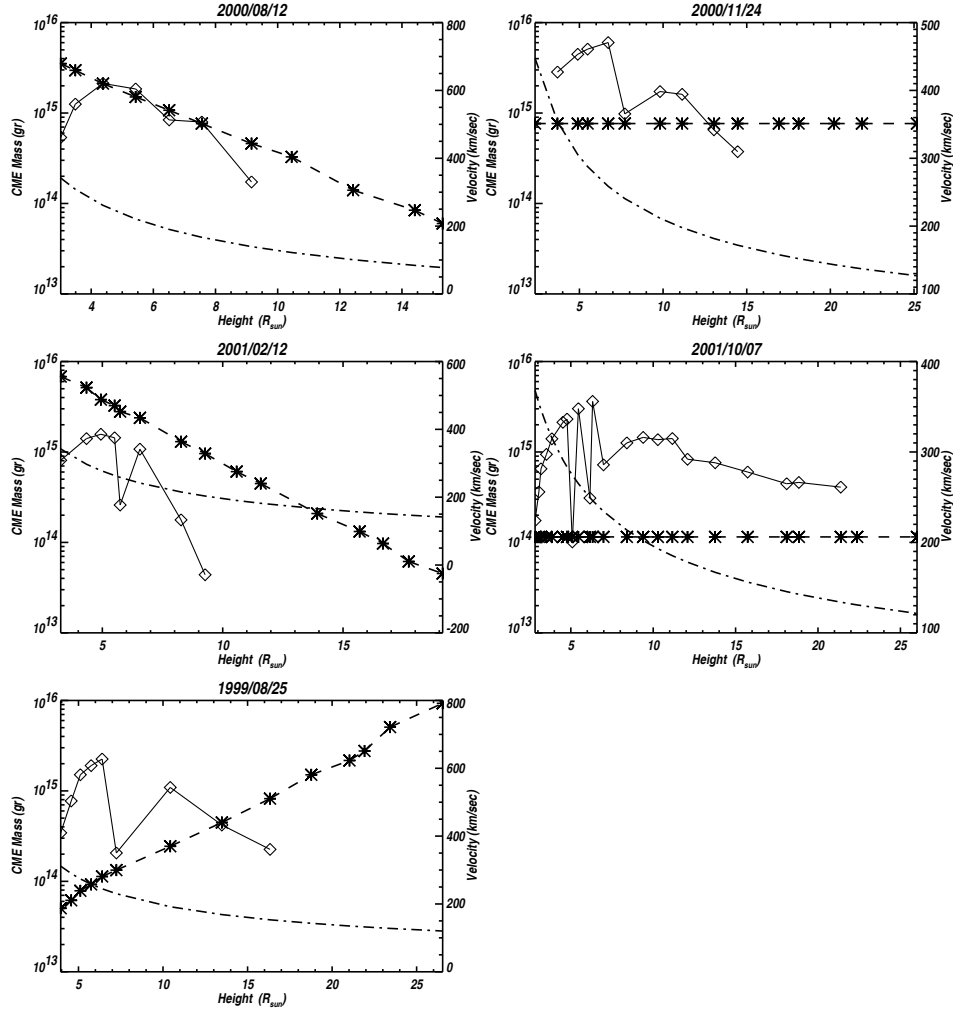 2000/08/12
10^16
10^15
10^14
10^13
CME Mass (gr)
800
600
400
200
0
Velocity (km/sec)
4 6 8 10 12 14
Height (R_sun)
2000/11/24
10^16
10^15
10^14
10^13
CME Mass (gr)
500
400
300
200
100
Velocity (km/sec)
5 10 15 20 25
Height (R_sun)
2001/02/12
10^16
10^15
10^14
10^13
CME Mass (gr)
600
400
200
0
-200
Velocity (km/sec)
5 10 15
Height (R_sun)
2001/10/07
10^16
10^15
10^14
10^13
CME Mass (gr)
400
300
200
100
Velocity (km/sec)
5 10 15 20 25
Height (R_sun)
1999/08/25
10^16
10^15
10^14
10^13
CME Mass (gr)
800
600
400
200
0
Velocity (km/sec)
5 10 15 20 25
Height (R_sun)